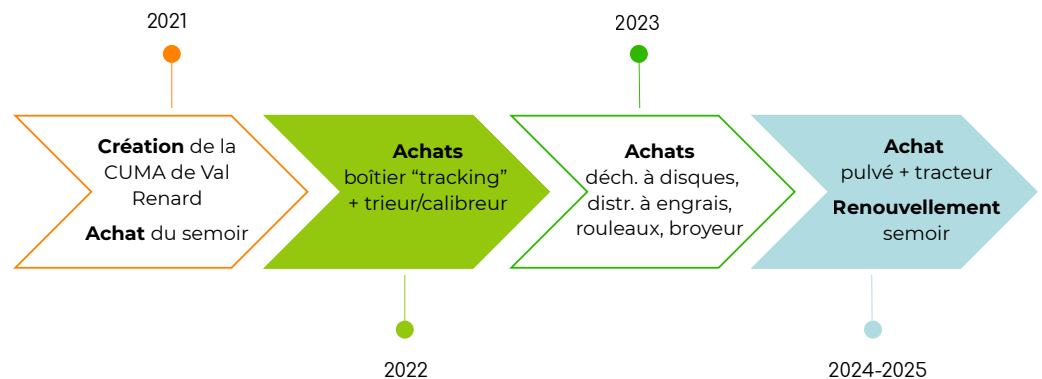 2021
Création de la
CUMA de Val
Renard
Achat du semoir
Achats
boîtier “tracking”
+ trieur/calibreur
2022
2023
Achats
déch. à disques,
distr. à engrais,
rouleaux, broyeur
Achat
pulvé + tracteur
Renouvellement
semoir
2024-2025